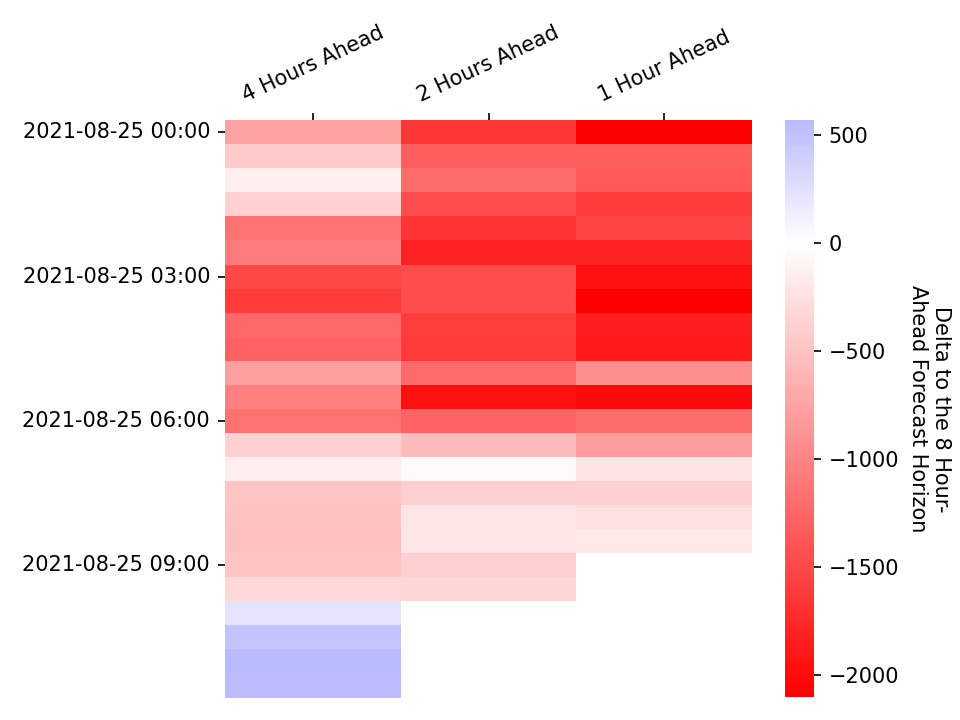 4 Hours Ahead
2 Hours Ahead
1 Hour Ahead
2021-08-25 00:00
2021-08-25 03:00
2021-08-25 06:00
2021-08-25 09:00
500
0
−500
−1000
−1500
−2000
Delta to the 8 Hour-
Ahead Forecast Horizon